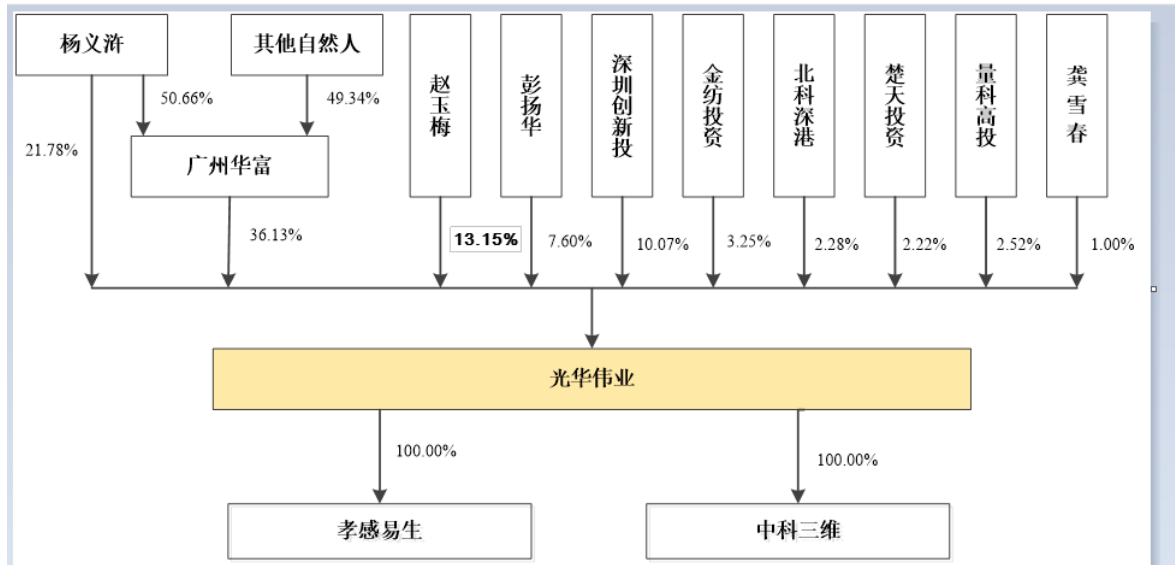 杨义浒
其他自然人
赵玉梅
彭扬华
深圳创新投
金纺投资
北科深港
楚天投资
量科高投
龚雪春
50.66%
49.34%
21.78%
广州华富
36.13%
13.15%
7.60%
10.07%
3.25%
2.28%
2.22%
2.52%
1.00%
光华伟业
100.00%
100.00%
孝感易生
中科三维